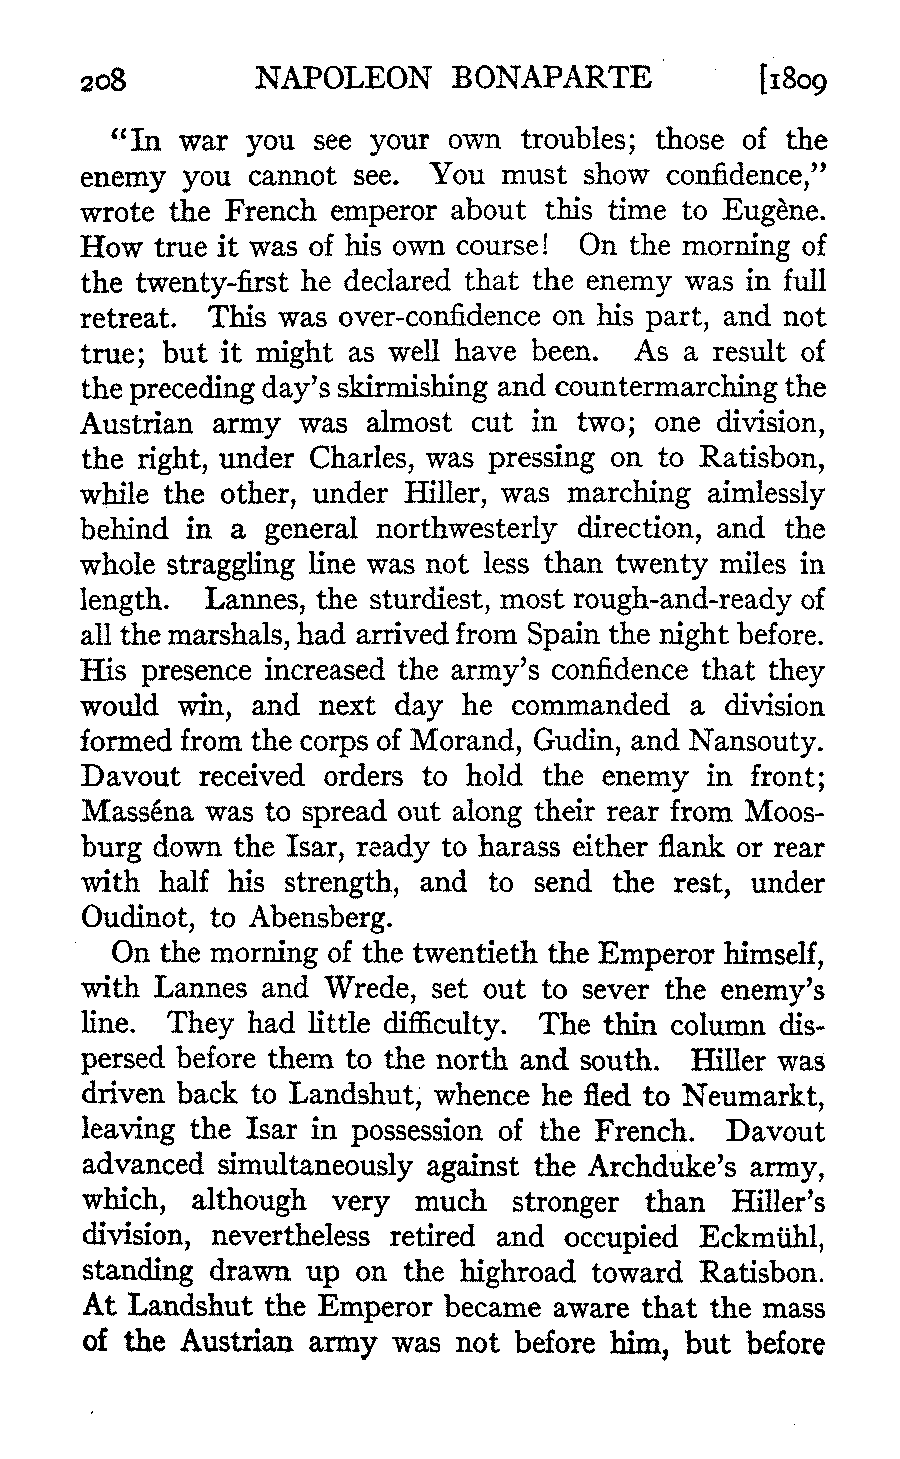 208 NAPOLEON BONAPARTE [1809
"In war you see your own troubles; those of the
enemy you cannot see. You must show confidence,"
wrote the French emperor about this time to Eugène.
How true it was of his own course! On the morning of
the twenty-first he declared that the enemy was in full
retreat. This was over-confidence on his part, and not
true; but it might as well have been. As a result of
the preceding day's skirmishing and countermarching the
Austrian army was almost cut in two; one division,
the right, under Charles, was pressing on to Ratisbon,
while the other, under Hiller, was marching aimlessly
behind in a general northwesterly direction, and the
whole straggling line was not less than twenty miles in
length. Lannes, the sturdiest, most rough-and-ready of
all the marshals, had arrived from Spain the night before.
His presence increased the army's confidence that they
would win, and next day he commanded a division
formed from the corps of Morand, Gudin, and Nansouty.
Davout received orders to hold the enemy in front;
Masséna was to spread out along their rear from Moos-
burg down the Isar, ready to harass either flank or rear
with half his strength, and to send the rest, under
Oudinot, to Abensberg.
On the morning of the twentieth the Emperor himself,
with Lannes and Wrede, set out to sever the enemy's
line. They had little difficulty. The thin column dis-
persed before them to the north and south. Hiller was
driven back to Landshut, whence he fled to Neumarkt,
leaving the Isar in possession of the French. Davout
advanced simultaneously against the Archduke's army,
which, although very much stronger than Hiller's
division, nevertheless retired and occupied Eckmühl,
standing drawn up on the highroad toward Ratisbon.
At Landshut the Emperor became aware that the mass
of the Austrian army was not before him, but before